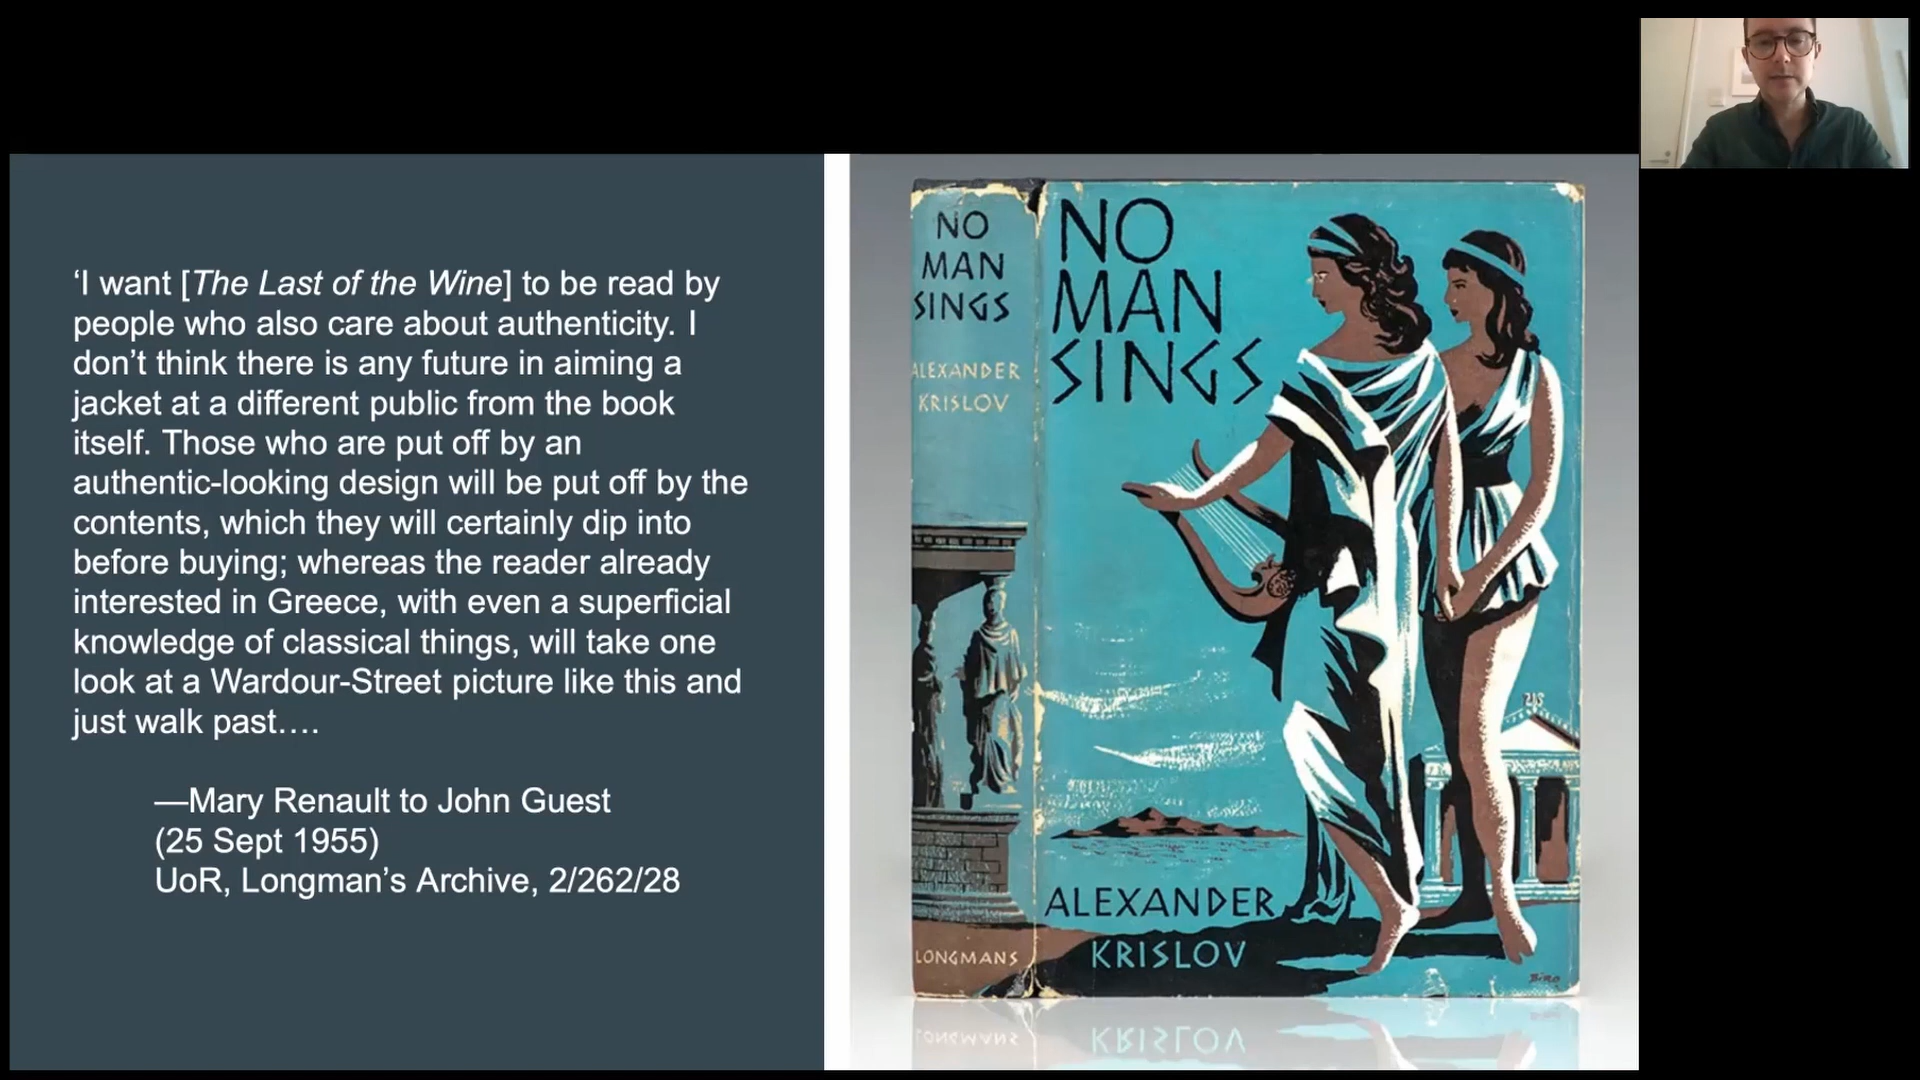 ‘I want [The Last of the Wine] to be read by
people who also care about authenticity. I
don’t think there is any future in aiming a
jacket at a different public from the book
itself. Those who are put off by an
authentic-looking design will be put off by the
contents, which they will certainly dip into
before buying; whereas the reader already
interested in Greece, with even a superficial
knowledge of classical things, will take one
look at a Wardour-Street picture like this and
just walk past….
—Mary Renault to John Guest
(25 Sept 1955)
UoR, Longman’s Archive, 2/262/28
NO
MAN
SINGS
ALEXANDER
KRISLOV
LONGMANS
NO
MAN
SINGS
ALEXANDER
KRISLOV
BIRO